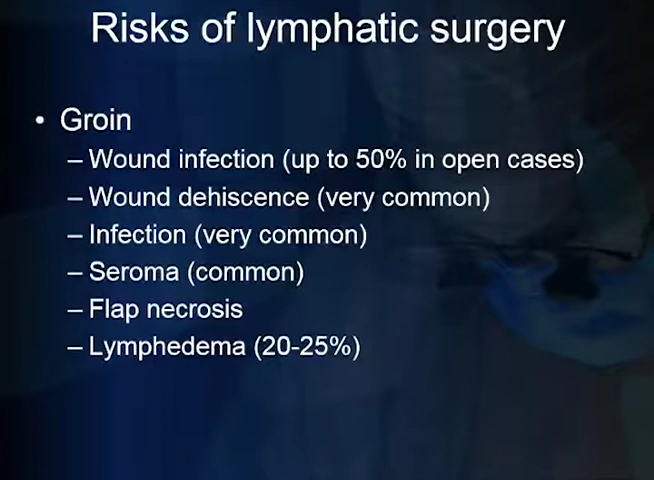 Risks of lymphatic surgery
• Groin
– Wound infection (up to 50% in open cases)
– Wound dehiscence (very common)
– Infection (very common)
– Seroma (common)
– Flap necrosis
– Lymphedema (20-25%)